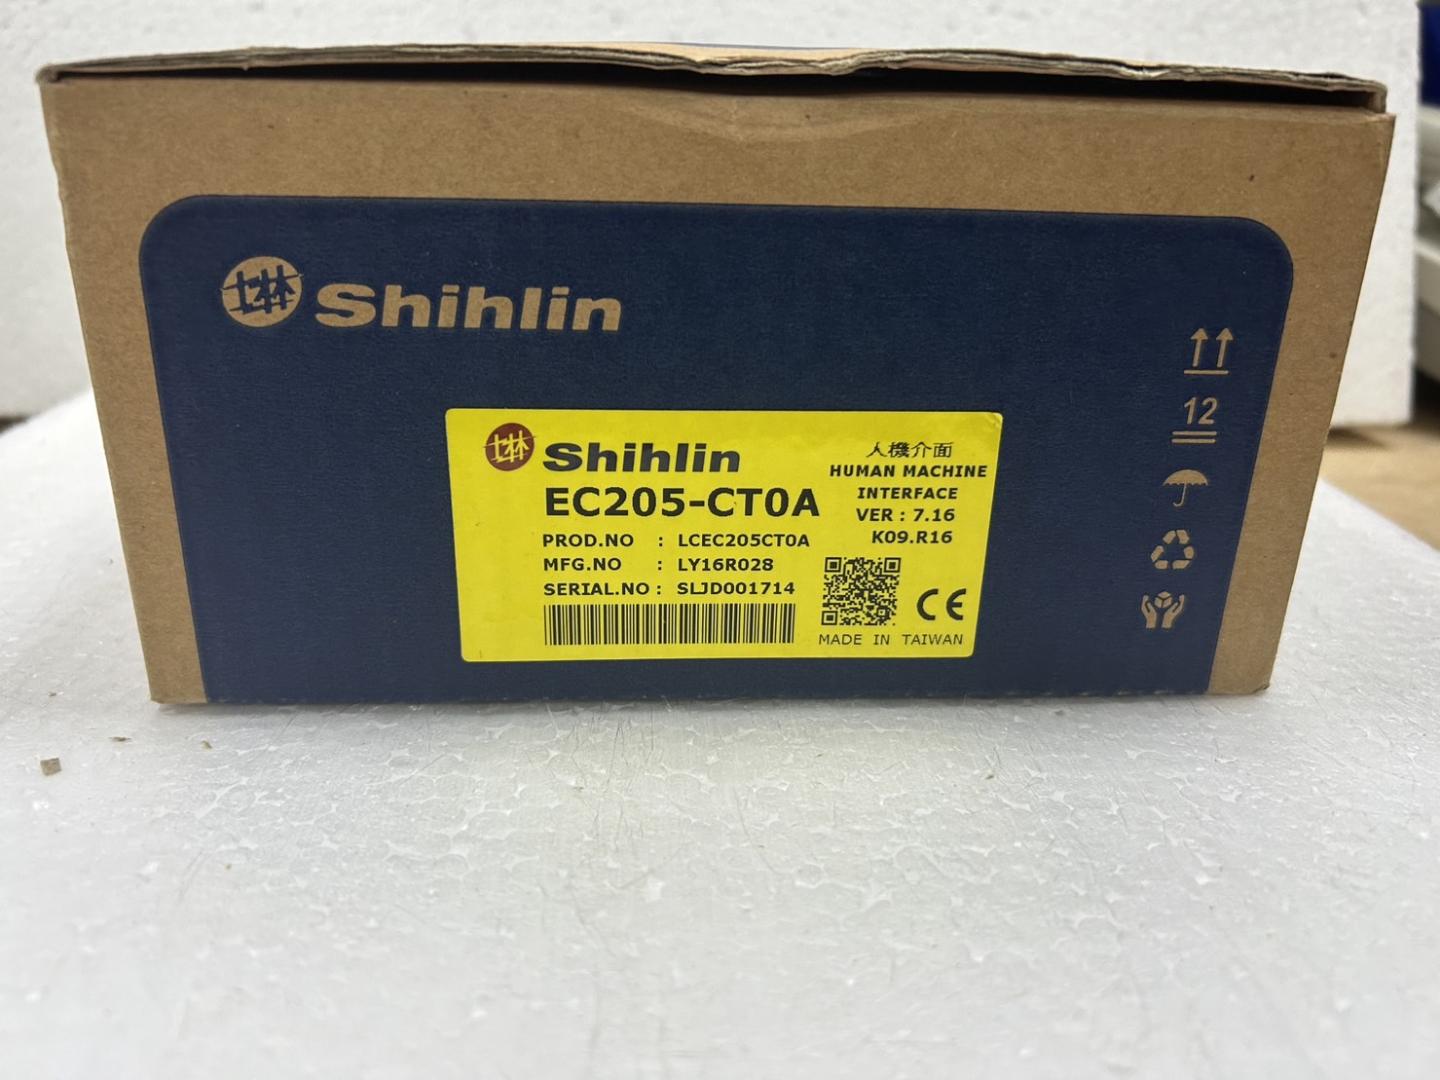 士林 Shihlin
12
士林 Shihlin
EC205-CT0A
PROD.NO : LCEC205CT0A
MFG.NO : LY16R028
SERIAL.NO : SLJD001714
人機介面
HUMAN MACHINE
INTERFACE
VER : 7.16
K09.R16
CE
MADE IN TAIWAN